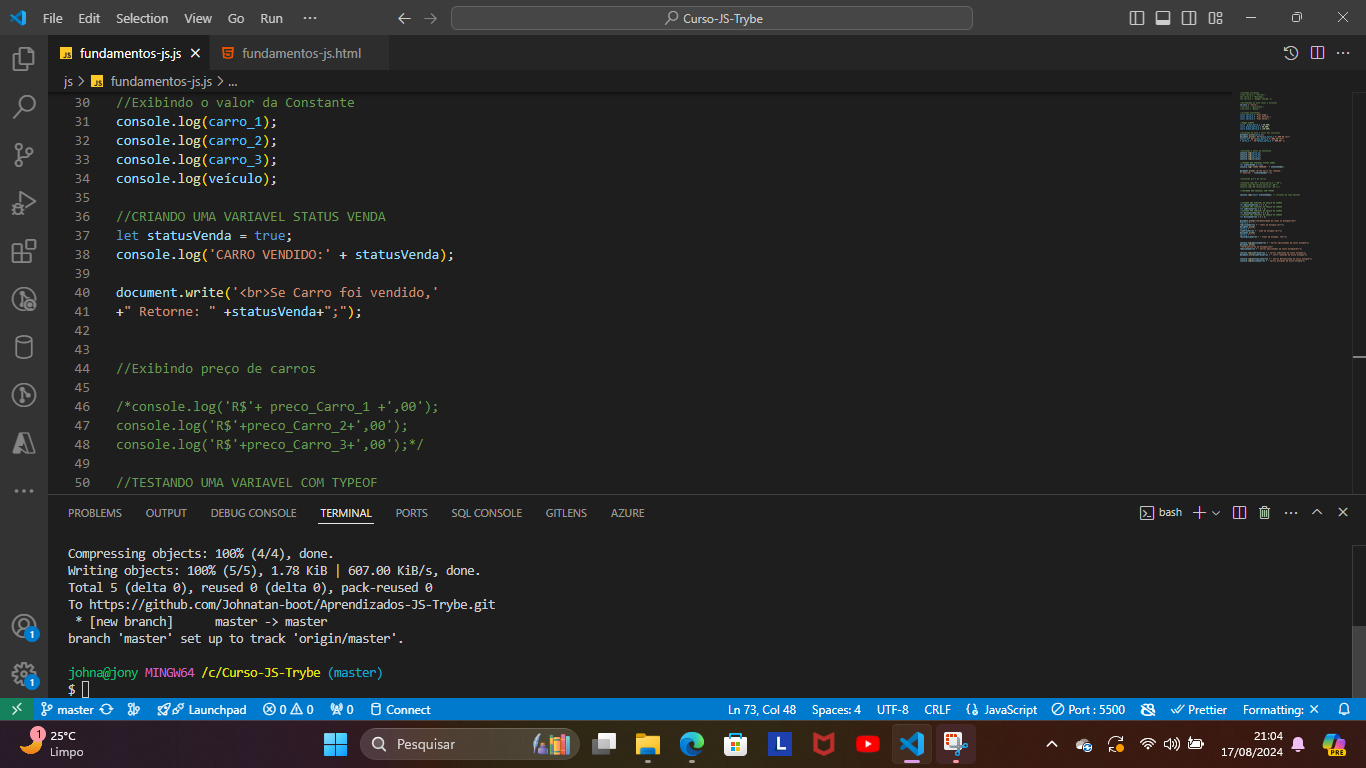 File Edit Selection View Go Run ··· Curso-JS-Trybe
fundamentos-js.js fundamentos-js.html
js > JS fundamentos-js.js > ...
30 //Exibindo o valor da Constante
31 console.log(carro_1);
32 console.log(carro_2);
33 console.log(carro_3);
34 console.log(veículo);
35
36 //CRIANDO UMA VARIAVEL STATUS VENDA
37 let statusVenda = true;
38 console.log('CARRO VENDIDO:' + statusVenda);
39
40 document.write('<br>Se Carro foi vendido,'
41 +" Retorne: " +statusVenda+";");
42
43
44 //Exibindo preço de carros
45
46 /*console.log('R$'+ preco_Carro_1 +',00');
47 console.log('R$'+preco_Carro_2+',00');
48 console.log('R$'+preco_Carro_3+',00');*/
49
50 //TESTANDO UMA VARIAVEL COM TYPEOF
PROBLEMS OUTPUT DEBUG CONSOLE TERMINAL PORTS SQL CONSOLE GITLENS AZURE bash
Compressing objects: 100% (4/4), done.
Writing objects: 100% (5/5), 1.78 KiB | 607.00 KiB/s, done.
Total 5 (delta 0), reused 0 (delta 0), pack-reused 0
To https://github.com/Johnatan-boot/Aprendizados-JS-Trybe.git
* [new branch] master -> master
branch 'master' set up to track 'origin/master'.
johna@jony MINGW64 /c/Curso-JS-Trybe (master)
$
1
1
master Launchpad 0 0 0 Connect Ln 73, Col 48 Spaces: 4 UTF-8 CRLF JavaScript Port : 5500 Prettier Formatting: ×
1 25°C
Limpo
Pesquisar
L
PRE
21:04
17/08/2024